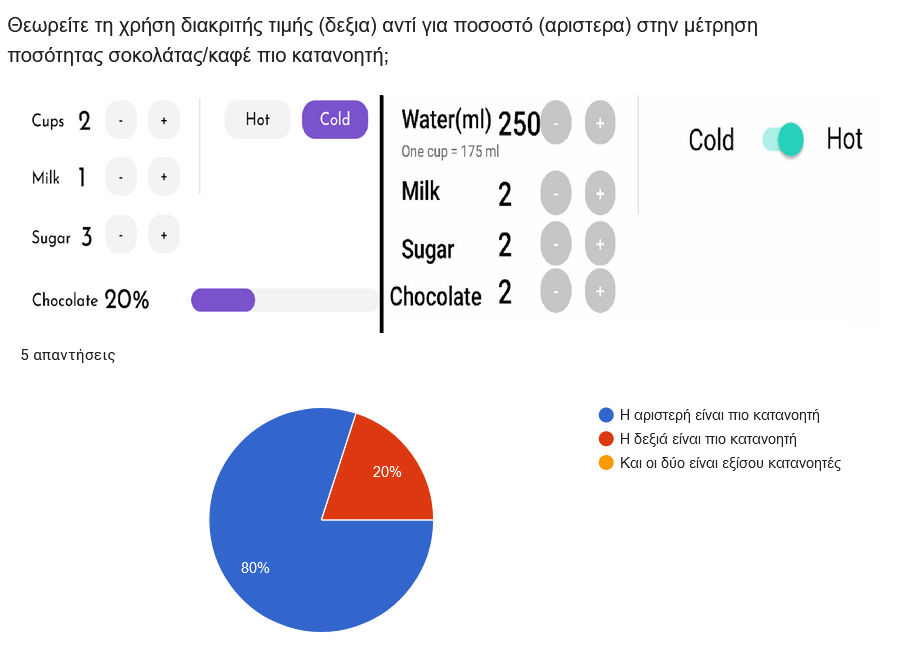 Θεωρείτε τη χρήση διακριτής τιμής (δεξια) αντί για ποσοστό (αριστερα) στην μέτρηση
ποσότητας σοκολάτας/καφέ πιο κατανοητή;
Cups 2 - +
Hot Cold
Milk 1 - +
Sugar 3 - +
Chocolate 20%
Water(ml) 250 - +
One cup = 175 ml
Cold Hot
Milk 2 - +
Sugar 2 - +
Chocolate 2 - +
5 απαντήσεις
Η αριστερή είναι πιο κατανοητή
Η δεξιά είναι πιο κατανοητή
Και οι δύο είναι εξίσου κατανοητές
20%
80%